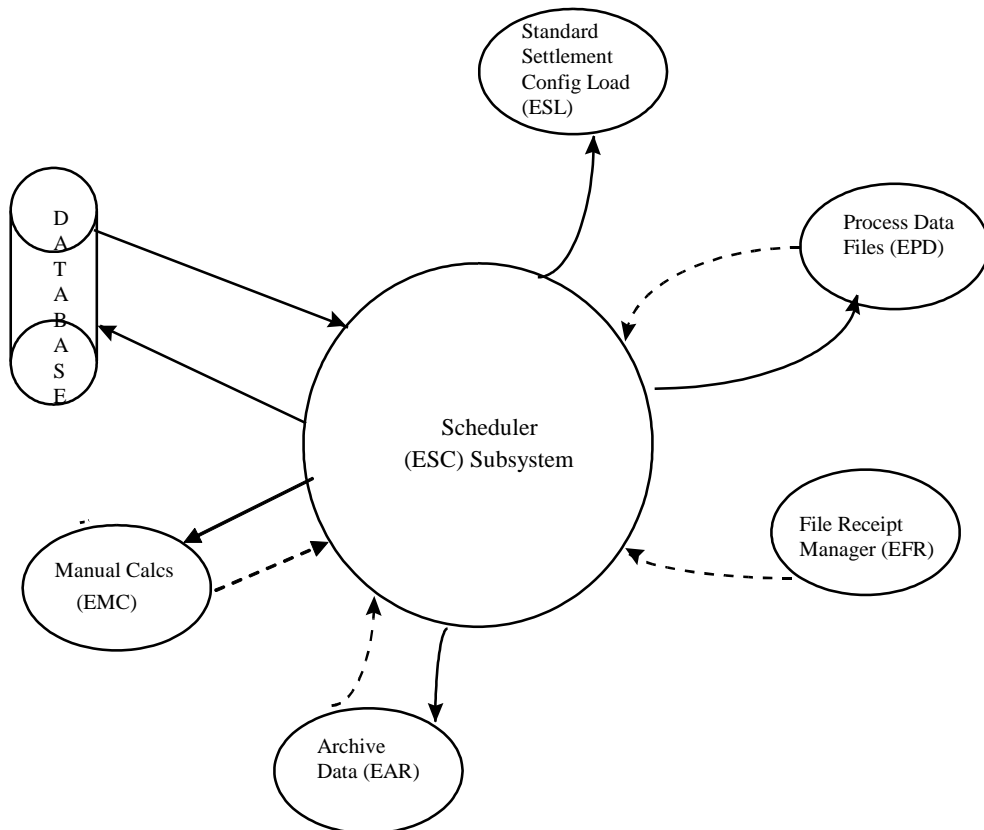 Standard
Settlement
Config Load
(ESL)
D
A
T
A
B
A
S
E
Process Data
Files (EPD)
Scheduler
(ESC) Subsystem
File Receipt
Manager (EFR)
Manual Calcs
(EMC)
Archive
Data (EAR)